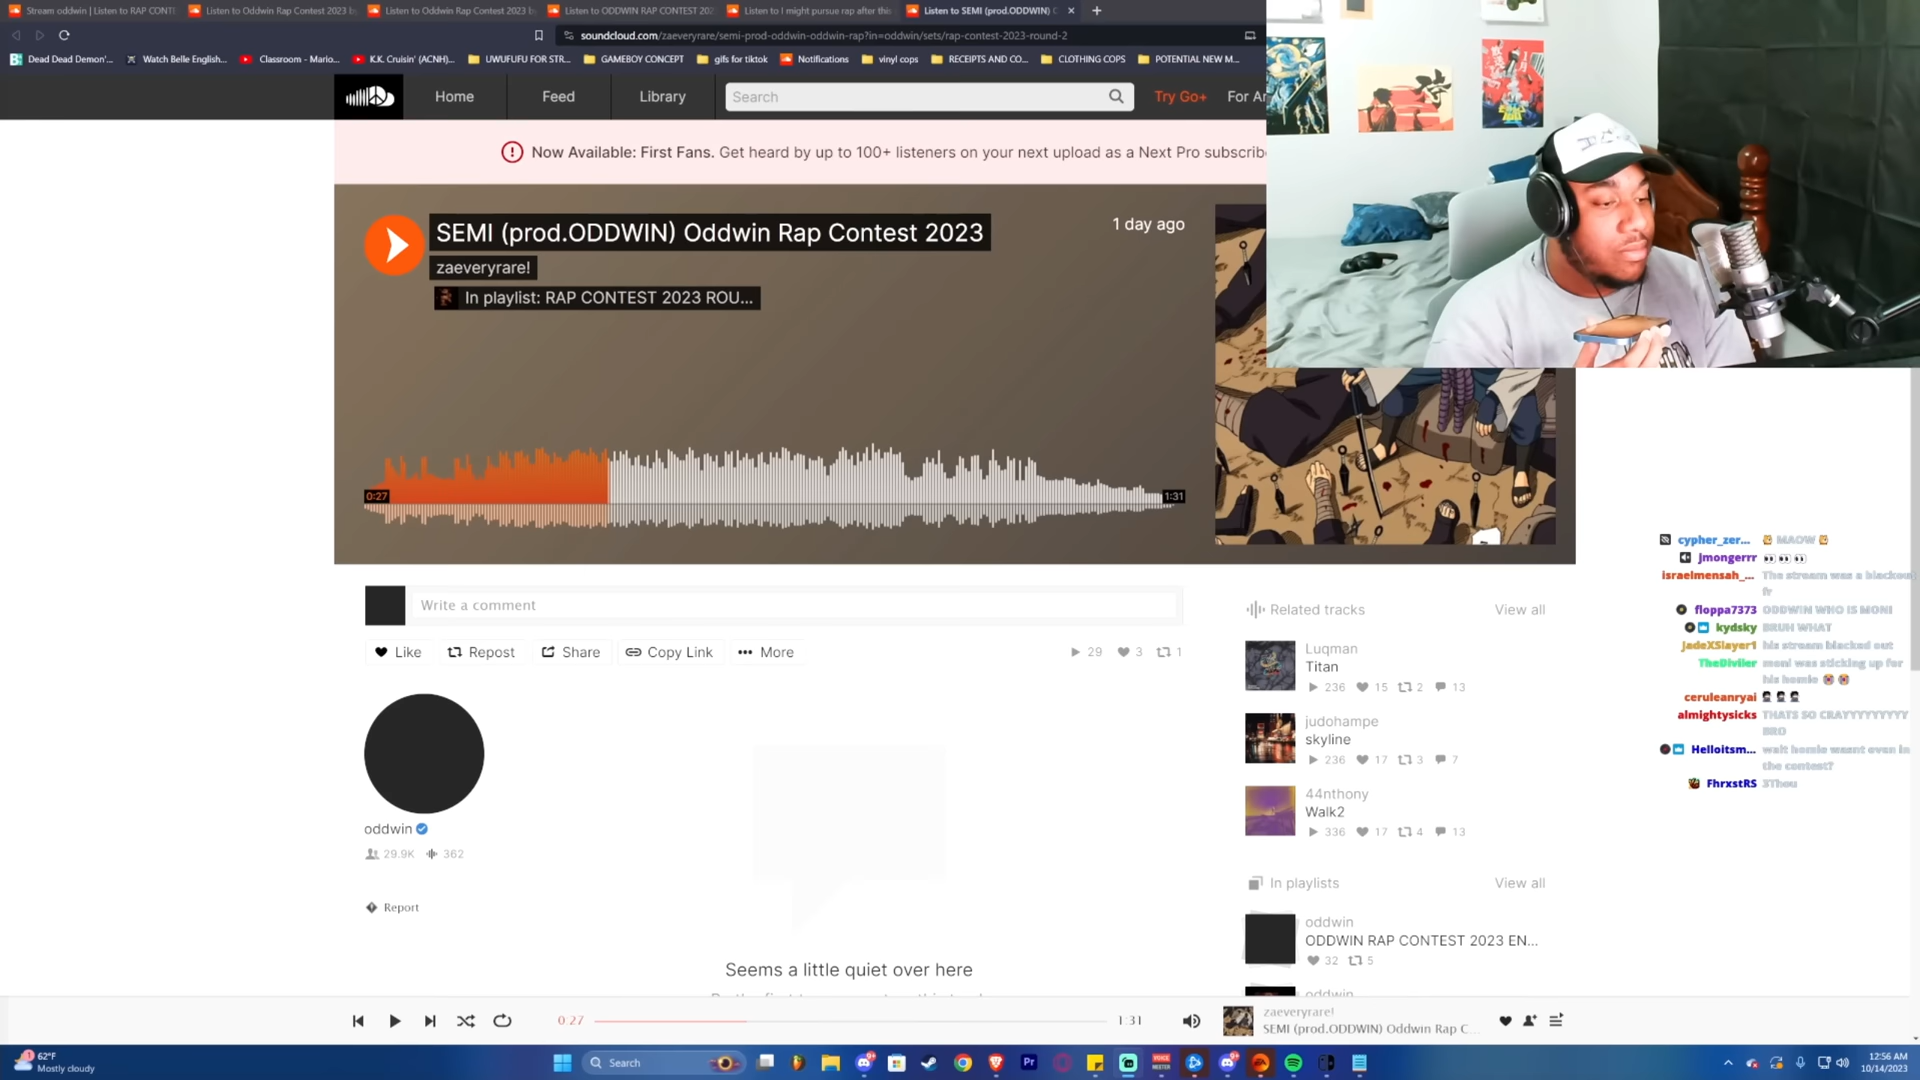 Stream oddwin | Listen to RAP CONT
Listen to Oddwin Rap Contest 2023 b
Listen to Oddwin Rap Contest 2023 b
Listen to ODDWIN RAP CONTEST 202
Listen to I might pursue rap after this
Listen to SEMI (prod.ODDWIN)
soundcloud.com/zaeveryrare/semi-prod-oddwin-oddwin-rap?in=oddwin/sets/rap-contest-2023-round-2
Dead Dead Demon'...
Watch Belle English...
Classroom - Mario...
K.K. Cruisin' (ACNH)...
UWUFUFU FOR STR...
GAMEBOY CONCEPT
gifs for tiktok
Notifications
vinyl cops
RECEIPTS AND CO...
CLOTHING COPS
POTENTIAL NEW M...
Home
Feed
Library
Search
Try Go+
For Ar
Now Available: First Fans. Get heard by up to 100+ listeners on your next upload as a Next Pro subscribe
SEMI (prod.ODDWIN) Oddwin Rap Contest 2023
1 day ago
zaeveryrare!
In playlist: RAP CONTEST 2023 ROU...
0:27
1:31
Write a comment
Like
Repost
Share
Copy Link
More
29
3
1
oddwin
29.9K
362
Report
Seems a little quiet over here
Related tracks
View all
Luqman
Titan
236 15 2 13
judohampe
skyline
236 17 3 7
44nthony
Walk2
336 17 4 13
In playlists
View all
oddwin
ODDWIN RAP CONTEST 2023 EN...
32 5
oddwin
cypher_zer... MAOW
Jmongerrr
israelmensah_... The stream was a blackout
fr
floppa7373 ODDWIN WHO IS MONI
kydsky BRUH WHAT
JadeXSlayer1 his stream blacked out
TheDiviler moni was sticking up for
his homie
ceruleanryai
almightysicks THATS SO CRAYYYYYYYYY
BRO
Helloitsm... wait homie wasnt even in
the contest?
FhrxstRS 3Thou
0:27
1:31
zaeveryrare!
SEMI (prod.ODDWIN) Oddwin Rap C...
62°F
Mostly cloudy
Search
12:56 AM
10/14/2023